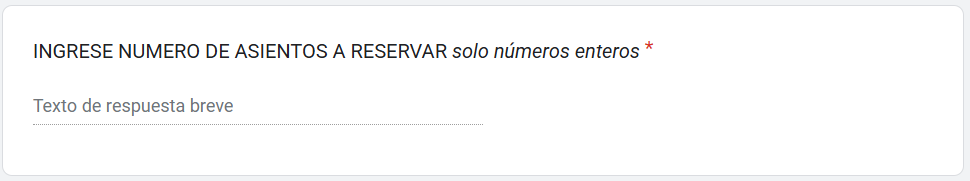 INGRESE NUMERO DE ASIENTOS A RESERVAR solo números enteros *
Texto de respuesta breve